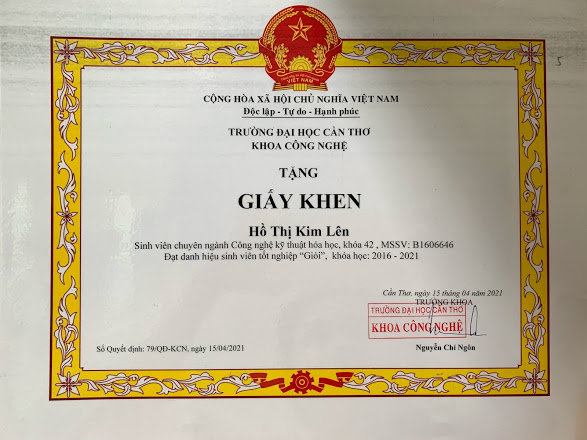 VIỆT NAM
CỘNG HÒA XÃ HỘI CHỦ NGHĨA VIỆT NAM
Độc lập - Tự do - Hạnh phúc
TRƯỜNG ĐẠI HỌC CẦN THƠ
KHOA CÔNG NGHỆ
TẶNG
GIẤY KHEN
Hồ Thị Kim Lên
Sinh viên chuyên ngành Công nghệ kỹ thuật hóa học, khóa 42 , MSSV: B1606646
Đạt danh hiệu sinh viên tốt nghiệp "Giỏi", khóa học: 2016 - 2021
Cần Thơ, ngày 15 tháng 04 năm 2021
TRƯỞNG KHOA
TRƯỜNG ĐẠI HỌC CẦN THƠ
KHOA CÔNG NGHỆ
Số Quyết định: 79/QĐ-KCN, ngày 15/04/2021
Nguyễn Chí Ngôn